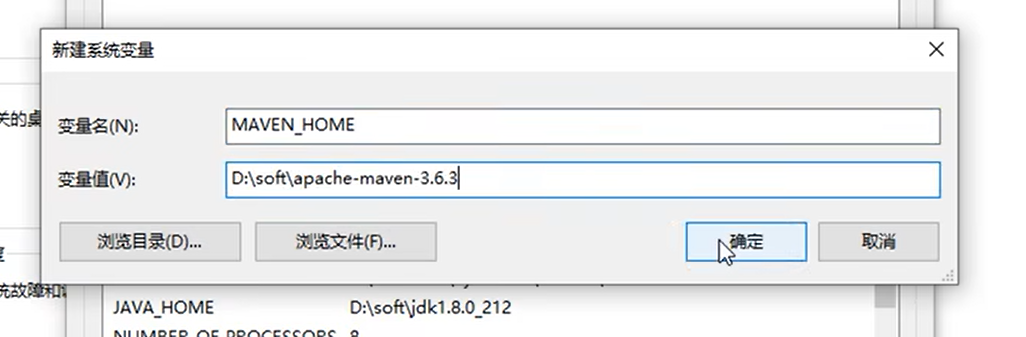 新建系统变量
关的桌
变量名(N):
MAVEN_HOME
变量值(V):
D:\soft\apache-maven-3.6.3
浏览目录(D)...
浏览文件(F)...
确定
取消
统故障和
JAVA_HOME
D:\soft\jdk1.8.0_212
NUMBER_OF_PROCESSORS
8